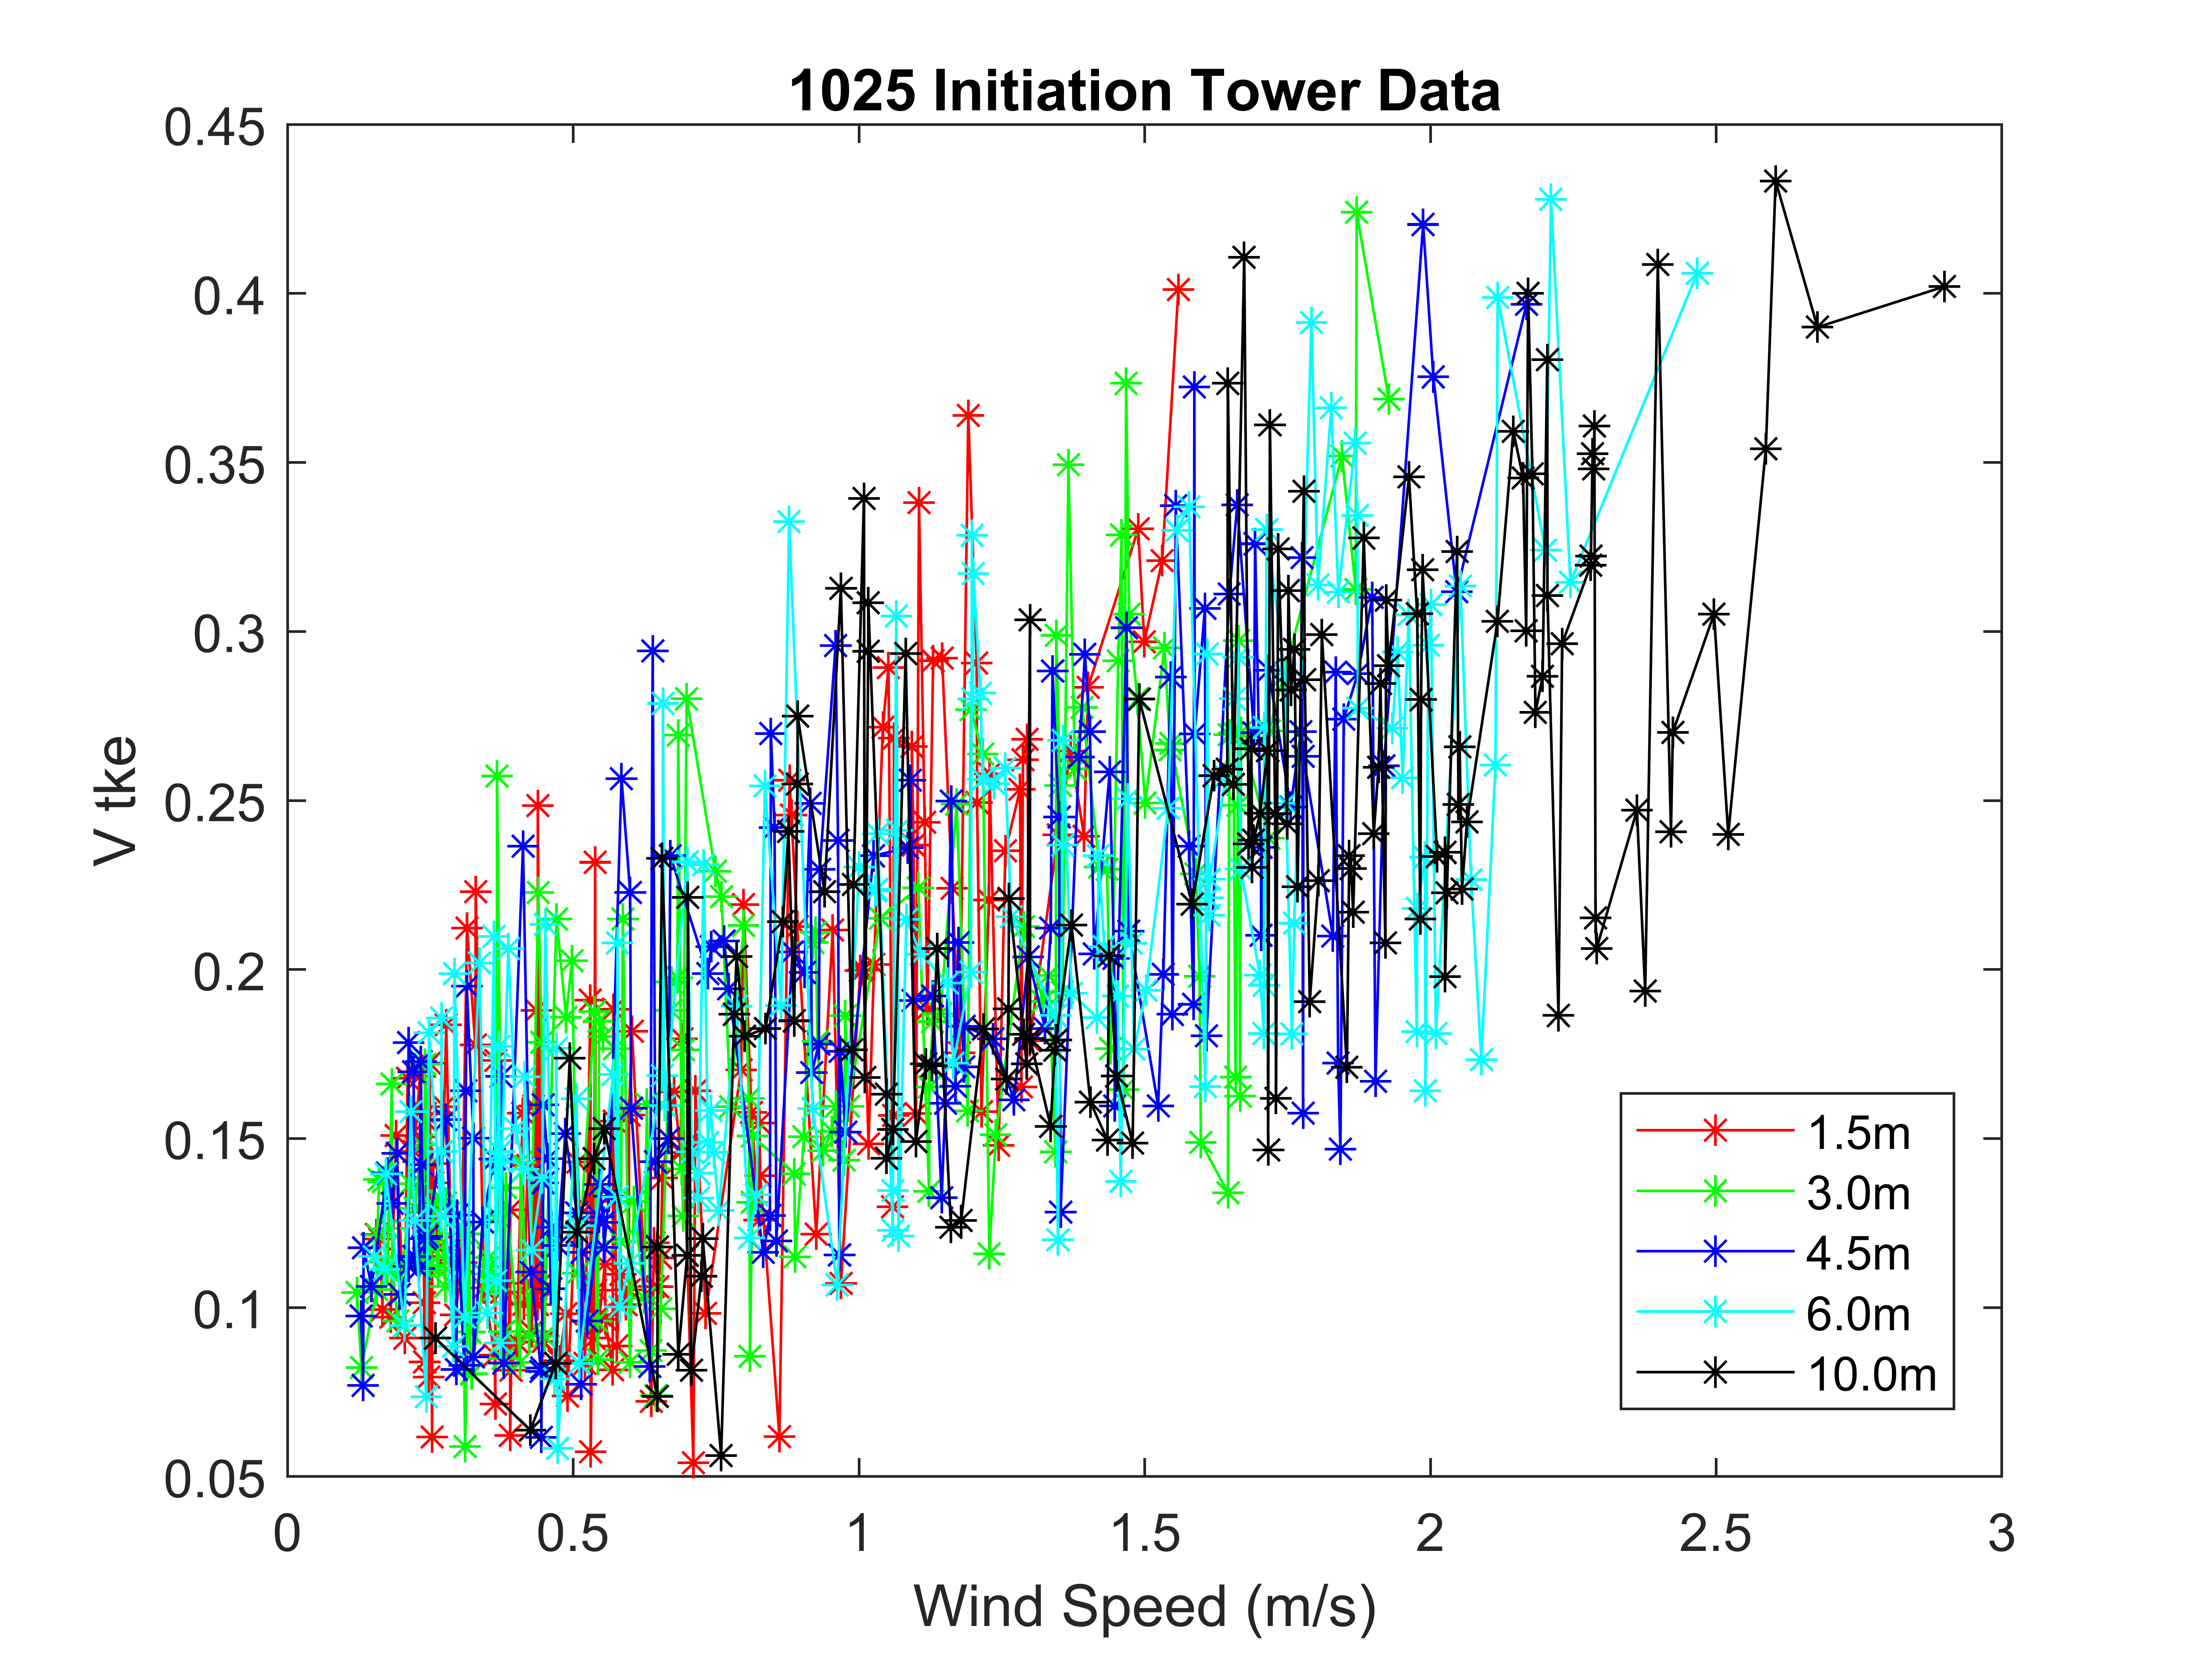 1025 Initiation Tower Data
0.45
0.4
0.35
0.3
0.25
0.2
0.15
0.1
0.05
V tke
0 0.5 1 1.5 2 2.5 3
Wind Speed (m/s)
1.5m
3.0m
4.5m
6.0m
10.0m